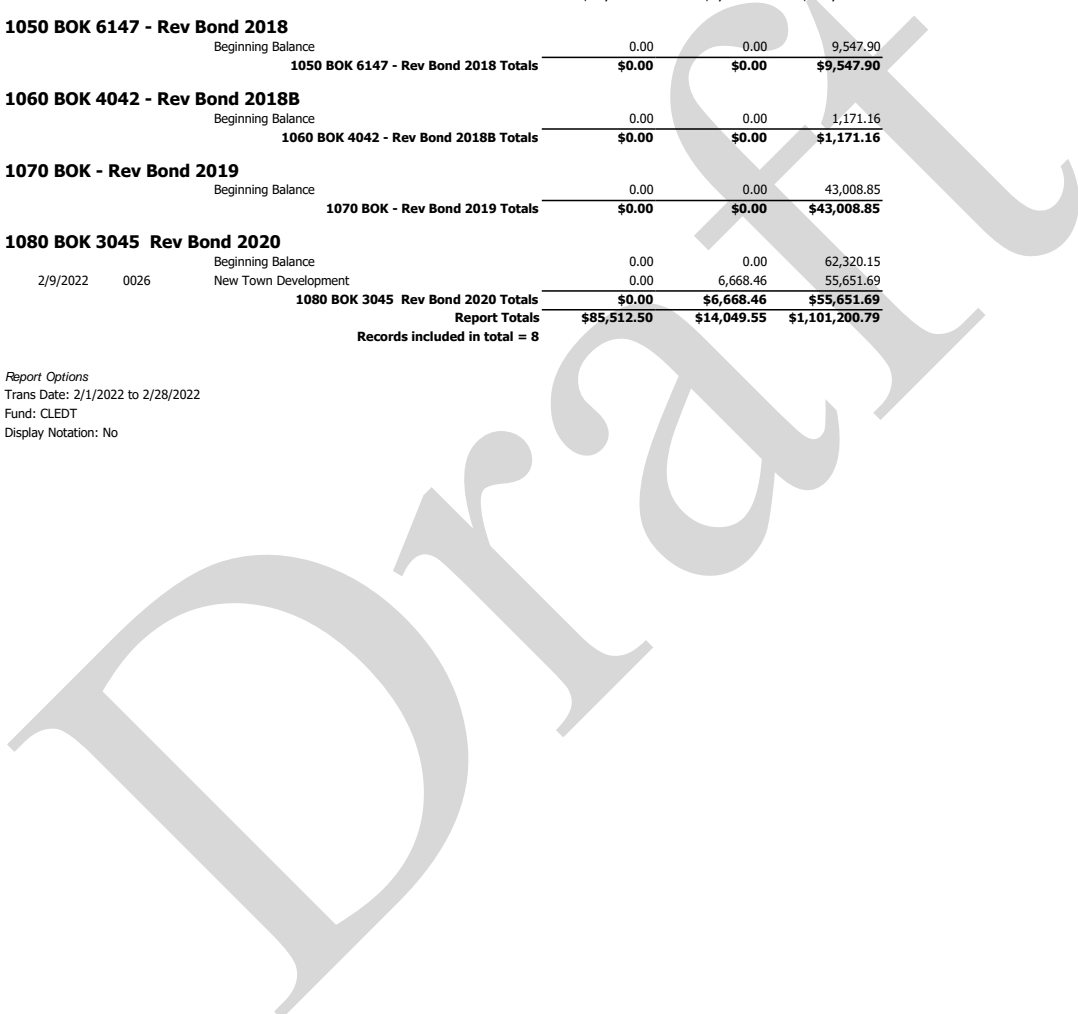 1050 BOK 6147 - Rev Bond 2018
Beginning Balance 0.00 0.00 9,547.90
1050 BOK 6147 - Rev Bond 2018 Totals $0.00 $0.00 $9,547.90
1060 BOK 4042 - Rev Bond 2018B
Beginning Balance 0.00 0.00 1,171.16
1060 BOK 4042 - Rev Bond 2018B Totals $0.00 $0.00 $1,171.16
1070 BOK - Rev Bond 2019
Beginning Balance 0.00 0.00 43,008.85
1070 BOK - Rev Bond 2019 Totals $0.00 $0.00 $43,008.85
1080 BOK 3045 Rev Bond 2020
Beginning Balance 0.00 0.00 62,320.15
2/9/2022 0026 New Town Development 0.00 6,668.46 55,651.69
1080 BOK 3045 Rev Bond 2020 Totals $0.00 $6,668.46 $55,651.69
Report Totals $85,512.50 $14,049.55 $1,101,200.79
Records included in total = 8
Report Options
Trans Date: 2/1/2022 to 2/28/2022
Fund: CLEDT
Display Notation: No
Draft